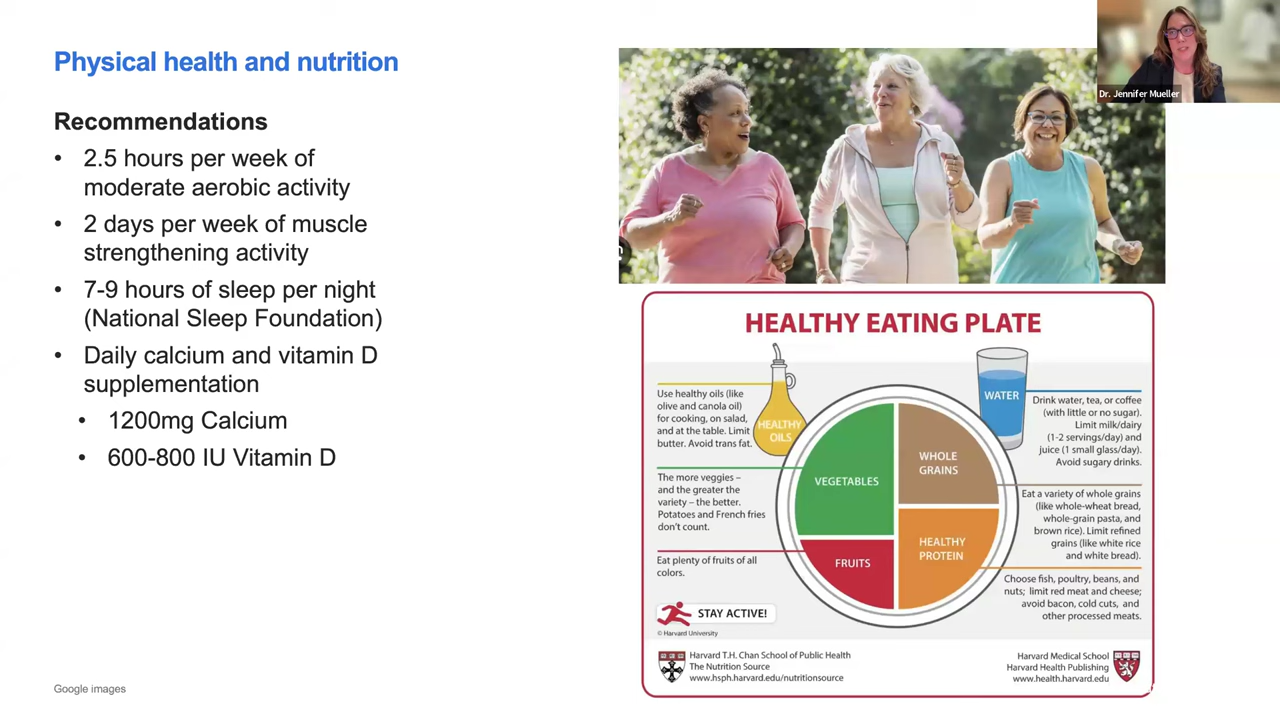 Physical health and nutrition
Recommendations
• 2.5 hours per week of
moderate aerobic activity
• 2 days per week of muscle
strengthening activity
• 7-9 hours of sleep per night
(National Sleep Foundation)
• Daily calcium and vitamin D
supplementation
• 1200mg Calcium
• 600-800 IU Vitamin D
Google images
Dr. Jennifer Mueller
HEALTHY EATING PLATE
Use healthy oils (like
olive and canola oil)
for cooking, on salad,
and at the table. Limit
butter. Avoid trans fat.
HEALTHY
OILS
The more veggies –
and the greater the
variety – the better.
Potatoes and French fries
don't count.
Eat plenty of fruits of all
colors.
VEGETABLES
FRUITS
WHOLE
GRAINS
HEALTHY
PROTEIN
WATER
Drink water, tea, or coffee
(with little or no sugar).
Limit milk/dairy
(1-2 servings/day) and
juice (1 small glass/day).
Avoid sugary drinks.
Eat a variety of whole grains
(like whole-wheat bread,
whole-grain pasta, and
brown rice). Limit refined
grains (like white rice
and white bread).
Choose fish, poultry, beans, and
nuts; limit red meat and cheese;
avoid bacon, cold cuts, and
other processed meats.
STAY ACTIVE!
© Harvard University
Harvard T.H. Chan School of Public Health
The Nutrition Source
www.hsph.harvard.edu/nutritionsource
Harvard Medical School
Harvard Health Publishing
www.health.harvard.edu